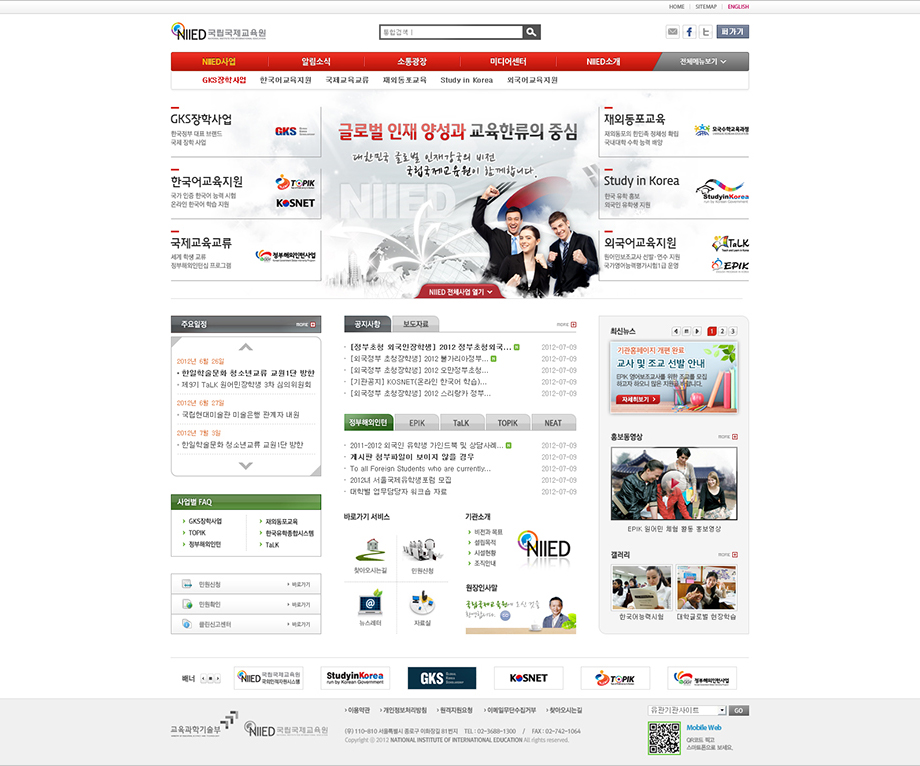 HOME | SITEMAP | ENGLISH
NIIED 국립국제교육원
통합검색
퍼가기
NIIED사업 알림소식 소통광장 미디어센터 NIIED소개 전체메뉴보기
GKS장학사업 한국어교육지원 국제교육교류 재외동포교육 Study in Korea 외국어교육지원
GKS장학사업
한국정부 대표 브랜드
국제 장학 사업
GKS
한국어교육지원
국가 인증 한국어 능력 시험
온라인 한국어 학습 지원
TOPIK
KOSNET
국제교육교류
세계 학생 교류
정부해외인턴십 프로그램
정부해외인턴사업
글로벌 인재 양성과 교육한류의 중심
대한민국 글로벌 인재강국의 비전
국립국제교육원이 함께합니다.
NIIED
NIIED 전체사업 열기
재외동포교육
재외동포의 한민족 정체성 확립
국내대학 수학 능력 배양
모국수학교육과정
Study in Korea
한국 유학 홍보
외국인 유학생 지원
StudyinKorea
run by Korean Government
외국어교육지원
원어민보조교사 선발·연수 지원
국가영어능력평가시험1급 운영
TaLK
EPIK
주요일정 more
2012년 6월 26일
· 한일학술문화 청소년교류 교원1단 방한
· 제9기 TaLK 원어민장학생 3차 심의위원회
2012년 6월 27일
· 국립현대미술관 미술은행 관계자 내원
2012년 7월 3일
· 한일학술문화 청소년교류 교원1단 방한
사업별 FAQ
GKS장학사업 재외동포교육
TOPIK 한국유학종합시스템
정부해외인턴 TaLK
민원신청 바로가기
민원확인 바로가기
클린신고센터 바로가기
공지사항 보도자료 more
· [정부초청 외국인장학생] 2012 정부초청외국... 2012-07-09
· [외국정부 초청장학생] 2012 불가리아정부... 2012-07-09
· [외국정부 초청장학생] 2012 오만정부초청... 2012-07-09
· [기관공지] KOSNET(온라인 한국어 학습)... 2012-07-09
· [외국정부 초청장학생] 2012 스리랑카 정부... 2012-07-09
정부해외인턴 EPIK TaLK TOPIK NEAT
· 2011-2012 외국인 유학생 가인드북 및 상담사례... 2012-07-09
· 게시판 첨부파일이 보이지 않을 경우 2012-07-09
· To all Foreign Students who are currently... 2012-07-09
· 2012년 서울국제유학생포럼 모집 2012-07-09
· 대학별 업무담당자 워크숍 자료 2012-07-09
바로가기 서비스
찾아오시는길 민원신청
뉴스레터 자료실
기관소개
비전과 목표
설립목적
시설현황
조직안내
NIIED
원장인사말
국립국제교육원에 오신 것을
환영합니다.
GO
최신뉴스 1 2 3
기관홈페이지 개편 완료
교사 및 조교 선발 안내
EPIK 영어보조교사를 위한 조교를 모집
하고자 하오니 많은 지원을 바랍니다.
자세히보기
홍보동영상 more
EPIK 원어민 체험 활동 홍보영상
갤러리 more
한국어능력시험 대학글로벌 현장학습
배너
NIIED 국립국제교육원 국외인적자원시스템
StudyinKorea
run by Korean Government
GKS
KOSNET
TOPIK
정부해외인턴사업
이용약관 개인정보처리방침 원격지원요청 이메일무단수집거부 찾아오시는길
유관기관사이트 GO
교육과학기술부
NIIED 국립국제교육원
(우) 110-810 서울특별시 종로구 이화장길 81번지 TEL : 02-3688-1300 / FAX : 02-742-1064
Copyright © 2012 NATIONAL INSTITUTE OF INTERNATIONAL EDUCATION All rights reserved.
Mobile Web
QR코드 찍고
스마트폰으로 보세요.